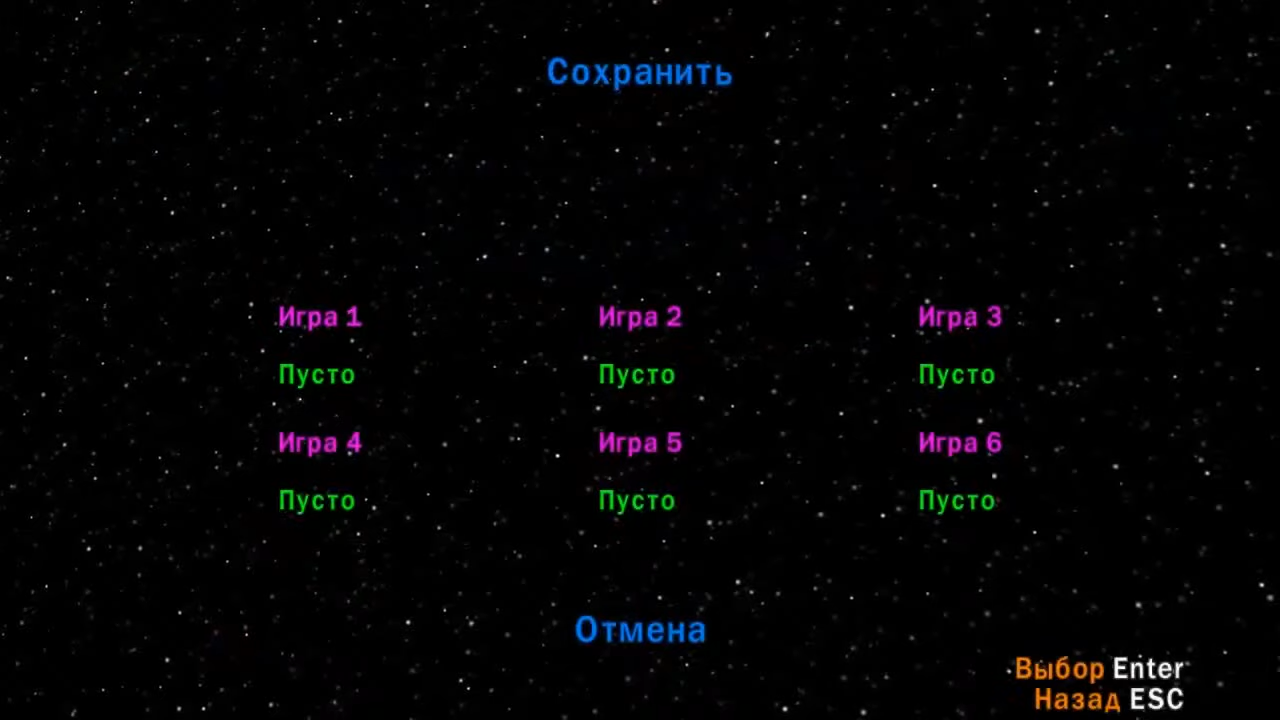 Сохранить
Игра 1 Игра 2 Игра 3
Пусто Пусто Пусто
Игра 4 Игра 5 Игра 6
Пусто Пусто Пусто
Отмена
Выбор Enter
Назад ESC